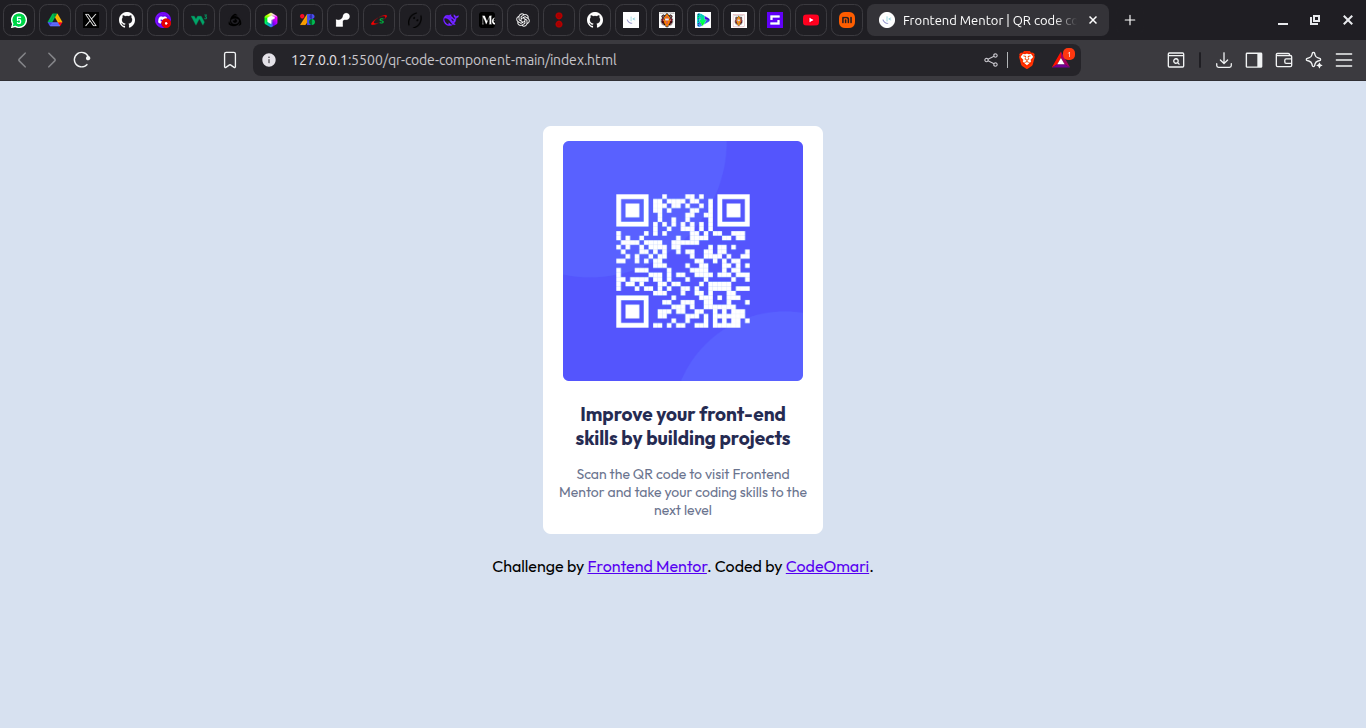 5
Frontend Mentor | QR code co
127.0.0.1:5500/qr-code-component-main/index.html
1
Improve your front-end
skills by building projects
Scan the QR code to visit Frontend
Mentor and take your coding skills to the
next level
Challenge by Frontend Mentor. Coded by CodeOmari.